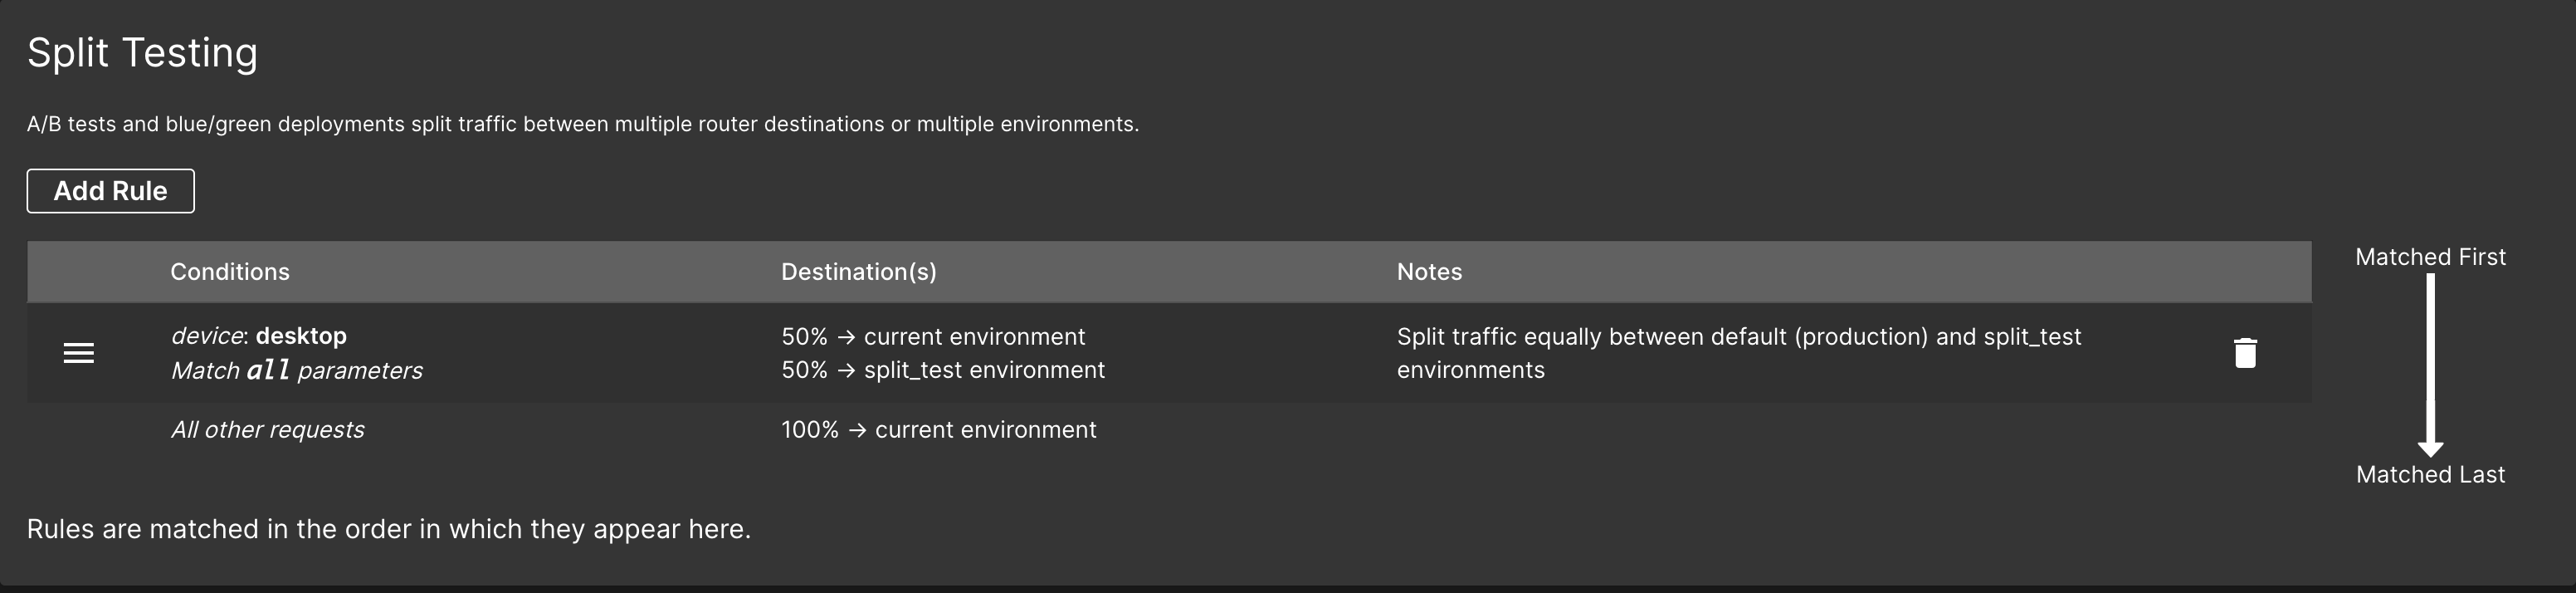 Split Testing
A/B tests and blue/green deployments split traffic between multiple router destinations or multiple environments.
Add Rule
Conditions Destination(s) Notes
Matched First
device: desktop
Match all parameters
50% → current environment
50% → split_test environment
Split traffic equally between default (production) and split_test
environments
All other requests 100% → current environment
Matched Last
Rules are matched in the order in which they appear here.